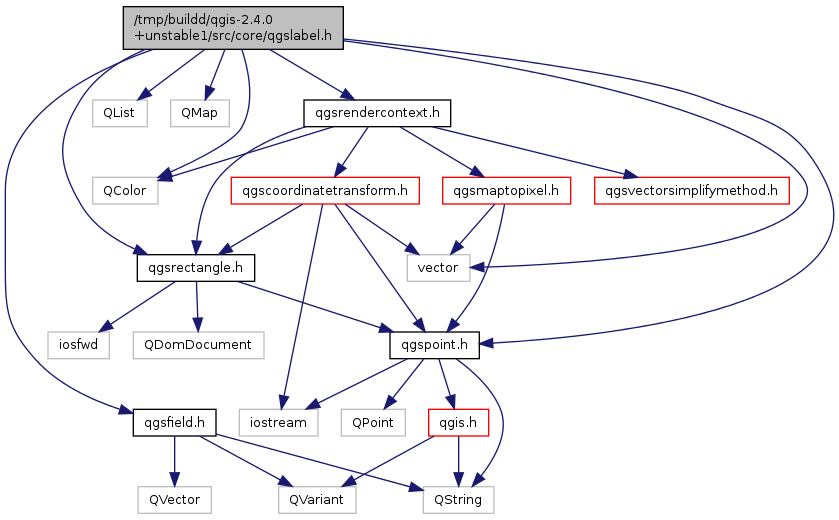 /tmp/buildd/qgis-2.4.0
+unstable1/src/core/qgslabel.h
QList
QMap
qgsrendercontext.h
QColor
qgscoordinatetransform.h
qgsmaptopixel.h
qgsvectorsimplifymethod.h
qgsrectangle.h
vector
iosfwd
QDomDocument
qgspoint.h
qgsfield.h
iostream
QPoint
qgis.h
QVector
QVariant
QString